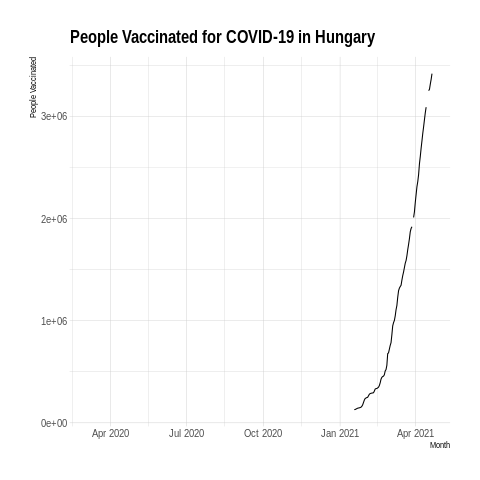 People Vaccinated for COVID-19 in Hungary
People Vaccinated
3e+06
2e+06
1e+06
0e+00
Apr 2020 Jul 2020 Oct 2020 Jan 2021 Apr 2021
Month